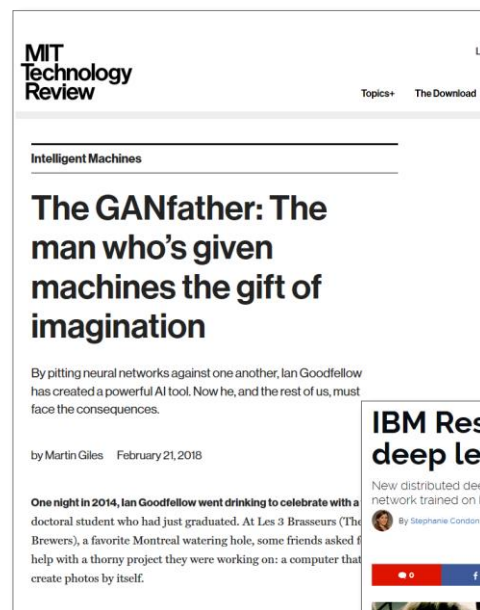 MIT
Technology
Review
L
Topics+ The Download
Intelligent Machines
The GANfather: The
man who's given
machines the gift of
imagination
By pitting neural networks against one another, Ian Goodfellow
has created a powerful AI tool. Now he, and the rest of us, must
face the consequences.
by Martin Giles February 21, 2018
One night in 2014, Ian Goodfellow went drinking to celebrate with a
doctoral student who had just graduated. At Les 3 Brasseurs (The
Brewers), a favorite Montreal watering hole, some friends asked f
help with a thorny project they were working on: a computer that
create photos by itself.
IBM Res
deep le
New distributed dee
network trained on
By Stephanie Condon
0 f